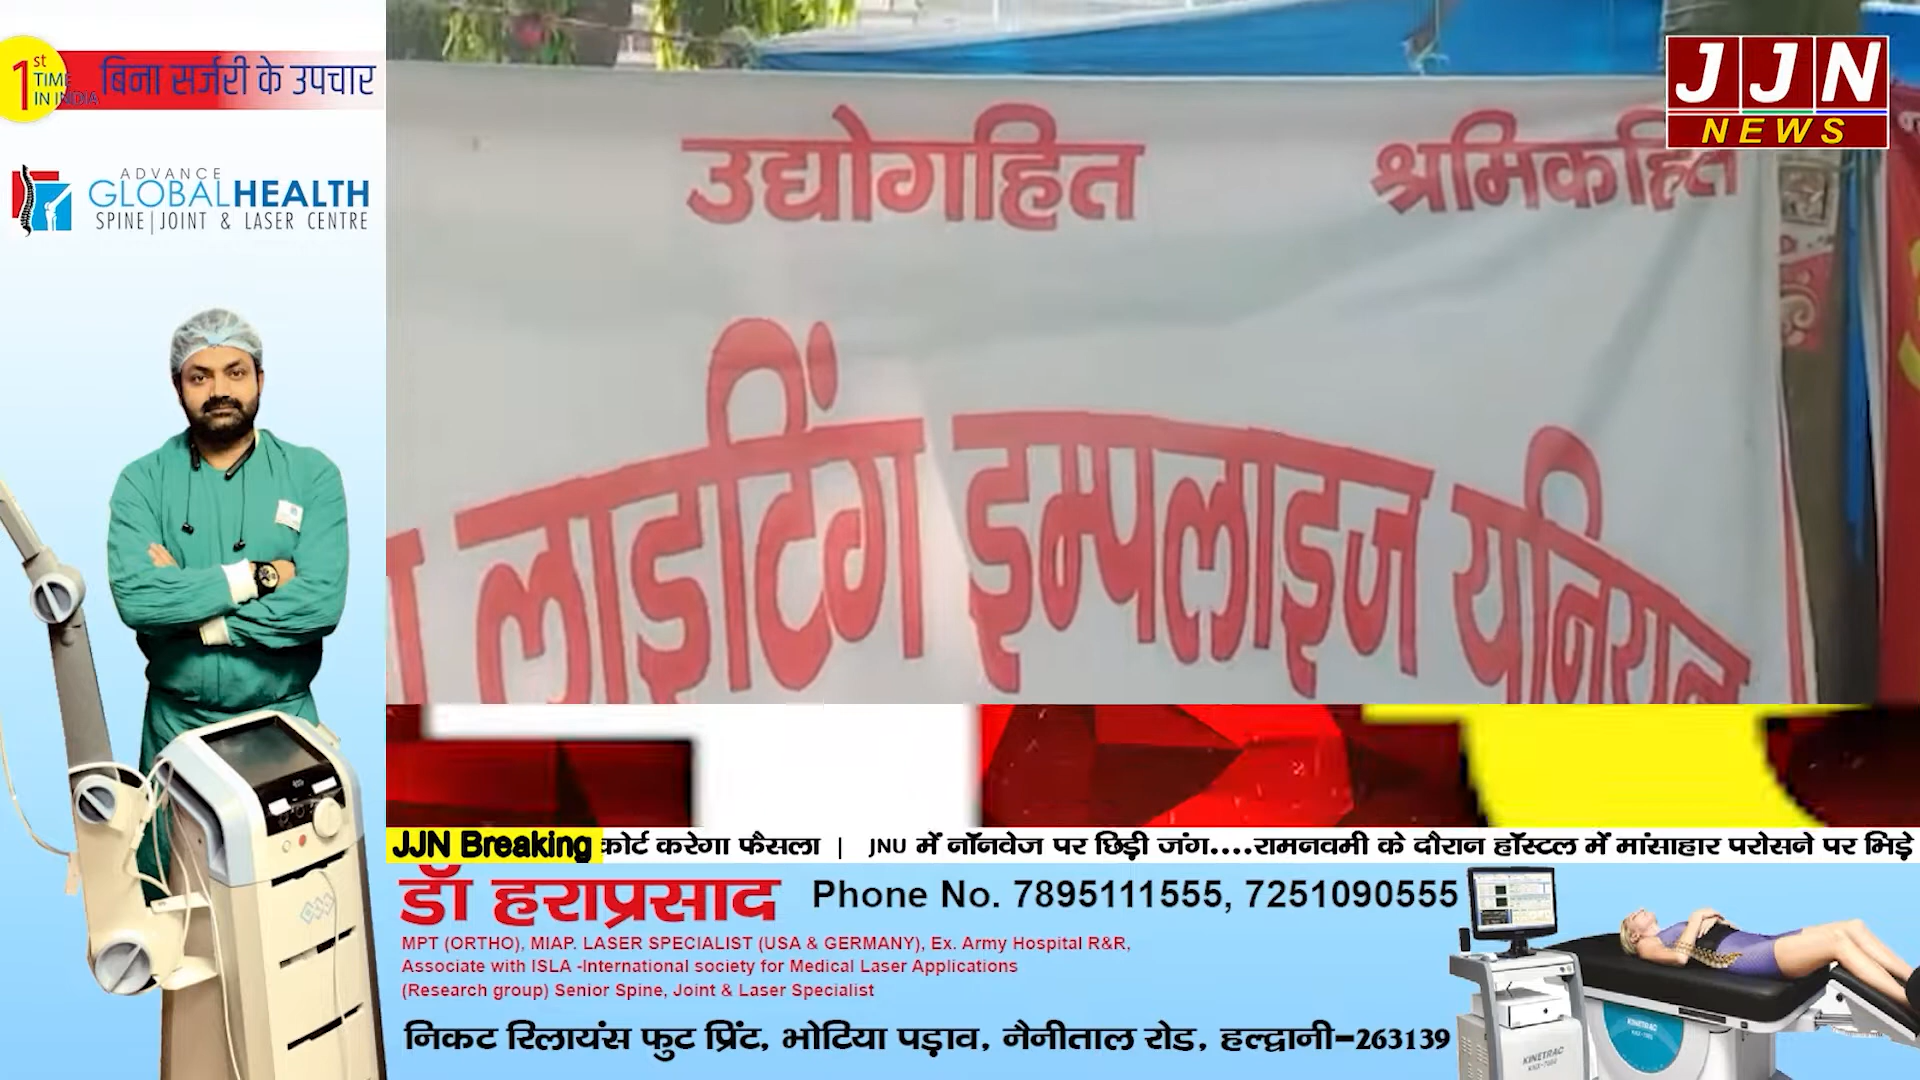 1st
TIME
IN INDIA
बिना सर्जरी के उपचार
ADVANCE
GLOBALHEALTH
SPINE | JOINT & LASER CENTRE
JJN
NEWS
उद्योगहित श्रमिकहित
लाइटिंग इम्पलाइज यूनियन
JJN Breaking कोर्ट करेगा फैसला | JNU में नॉनवेज पर छिड़ी जंग....रामनवमी के दौरान हॉस्टल में मांसाहार परोसने पर भिड़े
डॉ हराप्रसाद Phone No. 7895111555, 7251090555
MPT (ORTHO), MIAP. LASER SPECIALIST (USA & GERMANY), Ex. Army Hospital R&R,
Associate with ISLA -International society for Medical Laser Applications
(Research group) Senior Spine, Joint & Laser Specialist
निकट रिलायंस फुट प्रिंट, भोटिया पड़ाव, नैनीताल रोड, हल्द्वानी-263139
KINETRAC
KINETRAC